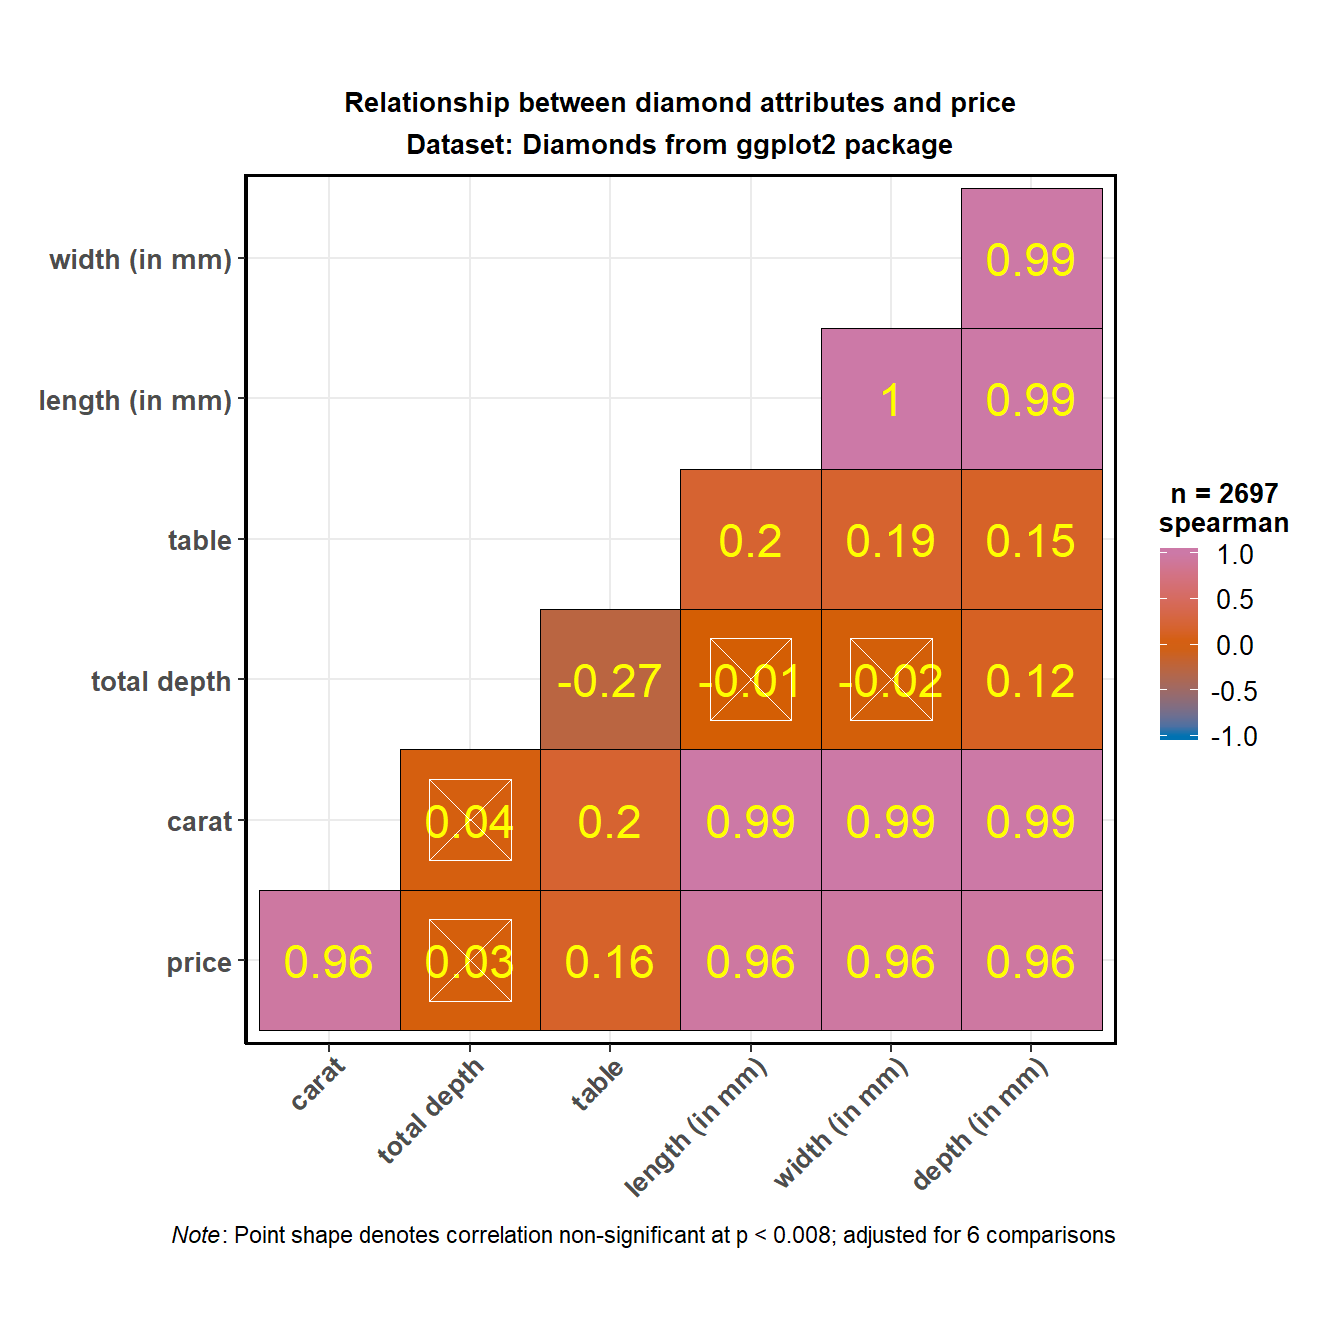 Relationship between diamond attributes and price
Dataset: Diamonds from ggplot2 package
width (in mm)
0.99
length (in mm)
1 0.99
table
0.2 0.19 0.15
total depth
-0.27 -0.01 -0.02 0.12
carat
0.04 0.2 0.99 0.99 0.99
price
0.96 0.03 0.16 0.96 0.96 0.96
carat
total depth
table
length (in mm)
width (in mm)
depth (in mm)
n = 2697
spearman
1.0
0.5
0.0
-0.5
-1.0
Note: Point shape denotes correlation non-significant at p < 0.008; adjusted for 6 comparisons